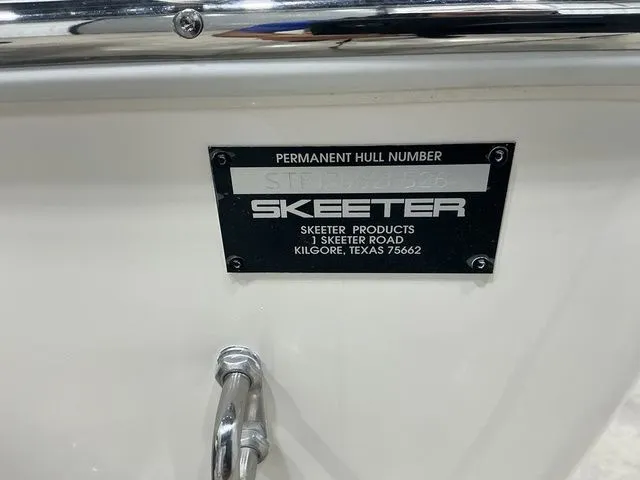 PERMANENT HULL NUMBER
SKEETER
SKEETER PRODUCTS
1 SKEETER ROAD
KILGORE, TEXAS 75662